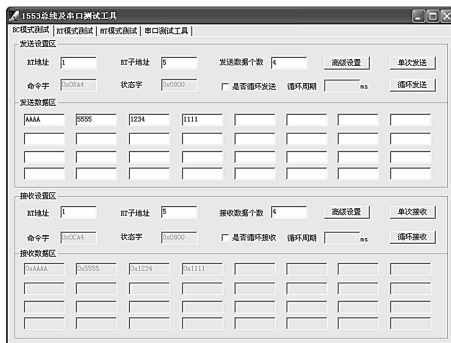 1553总线及串口测试工具
BC模式测试 RT模式测试 MT模式测试 串口测试工具
发送设置区
RT地址 1 RT子地址 5 发送数据个数 4 高级设置 单次发送
命令字 0x08A4 状态字 0x0800 是否循环发送 循环周期 ms 循环发送
发送数据区
AAAA 5555 1234 1111
接收设置区
RT地址 1 RT子地址 5 接收数据个数 4 高级设置 单次接收
命令字 0x0CA4 状态字 0x0800 是否循环接收 循环周期 ms 循环接收
接收数据区
0xAAAA 0x5555 0x1234 0x1111